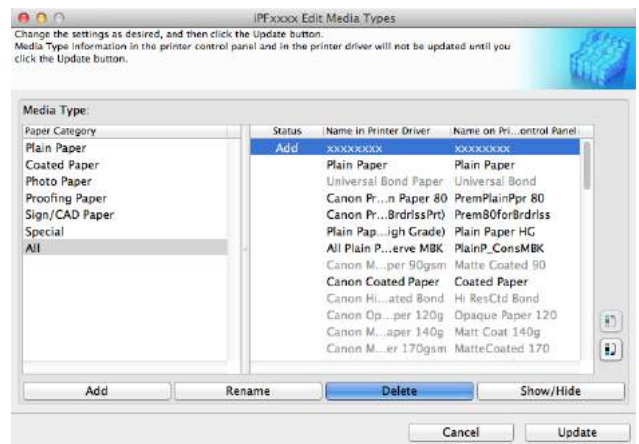 iPFxxxx Edit Media Types
Change the settings as desired, and then click the Update button.
Media Type information in the printer control panel and in the printer driver will not be updated until you
click the Update button.
Media Type:
Paper Category
Status Name in Printer Driver Name on Pri...ontrol Panel
Plain Paper
Coated Paper
Photo Paper
Proofing Paper
Sign/CAD Paper
Special
All
Add xxxxxxxx xxxxxxxx
Plain Paper Plain Paper
Universal Bond Paper Universal Bond
Canon Pr...n Paper 80 PremPlainPpr 80
Canon Pr...BrdrlssPrt) Prem80forBrdrlss
Plain Pap...igh Grade) Plain Paper HG
All Plain P...erve MBK PlainP_ConsMBK
Canon M...per 90gsm Matte Coated 90
Canon Coated Paper Coated Paper
Canon Hi...ated Bond Hi ResCtd Bond
Canon Op...per 120g Opaque Paper 120
Canon M...aper 140g Matt Coat 140g
Canon M...er 170gsm MatteCoated 170
Add Rename Delete Show/Hide
Cancel Update